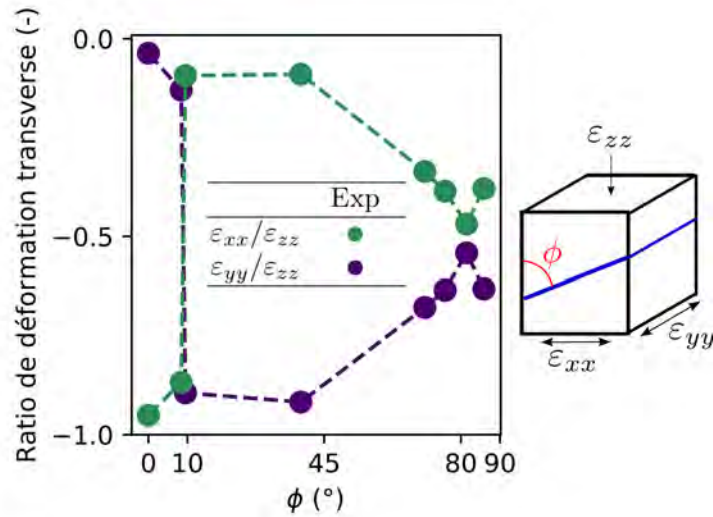 Ratio de déformation transverse (-)
0.0
−0.5
−1.0
Exp
εxx/εzz
εyy/εzz
0 10 45 80 90
ϕ (°)
εzz
ϕ
εyy
εxx